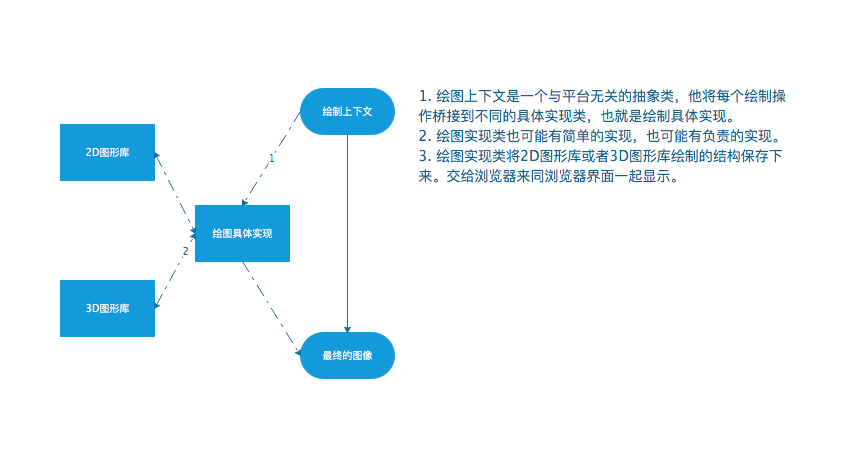 绘制上下文
1. 绘图上下文是一个与平台无关的抽象类，他将每个绘制操
作桥接到不同的具体实现类，也就是绘制具体实现。
2. 绘图实现类也可能有简单的实现，也可能有负责的实现。
3. 绘图实现类将2D图形库或者3D图形库绘制的结构保存下
来。交给浏览器来同浏览器界面一起显示。
2D图形库
1
绘图具体实现
2
3D图形库
最终的图像